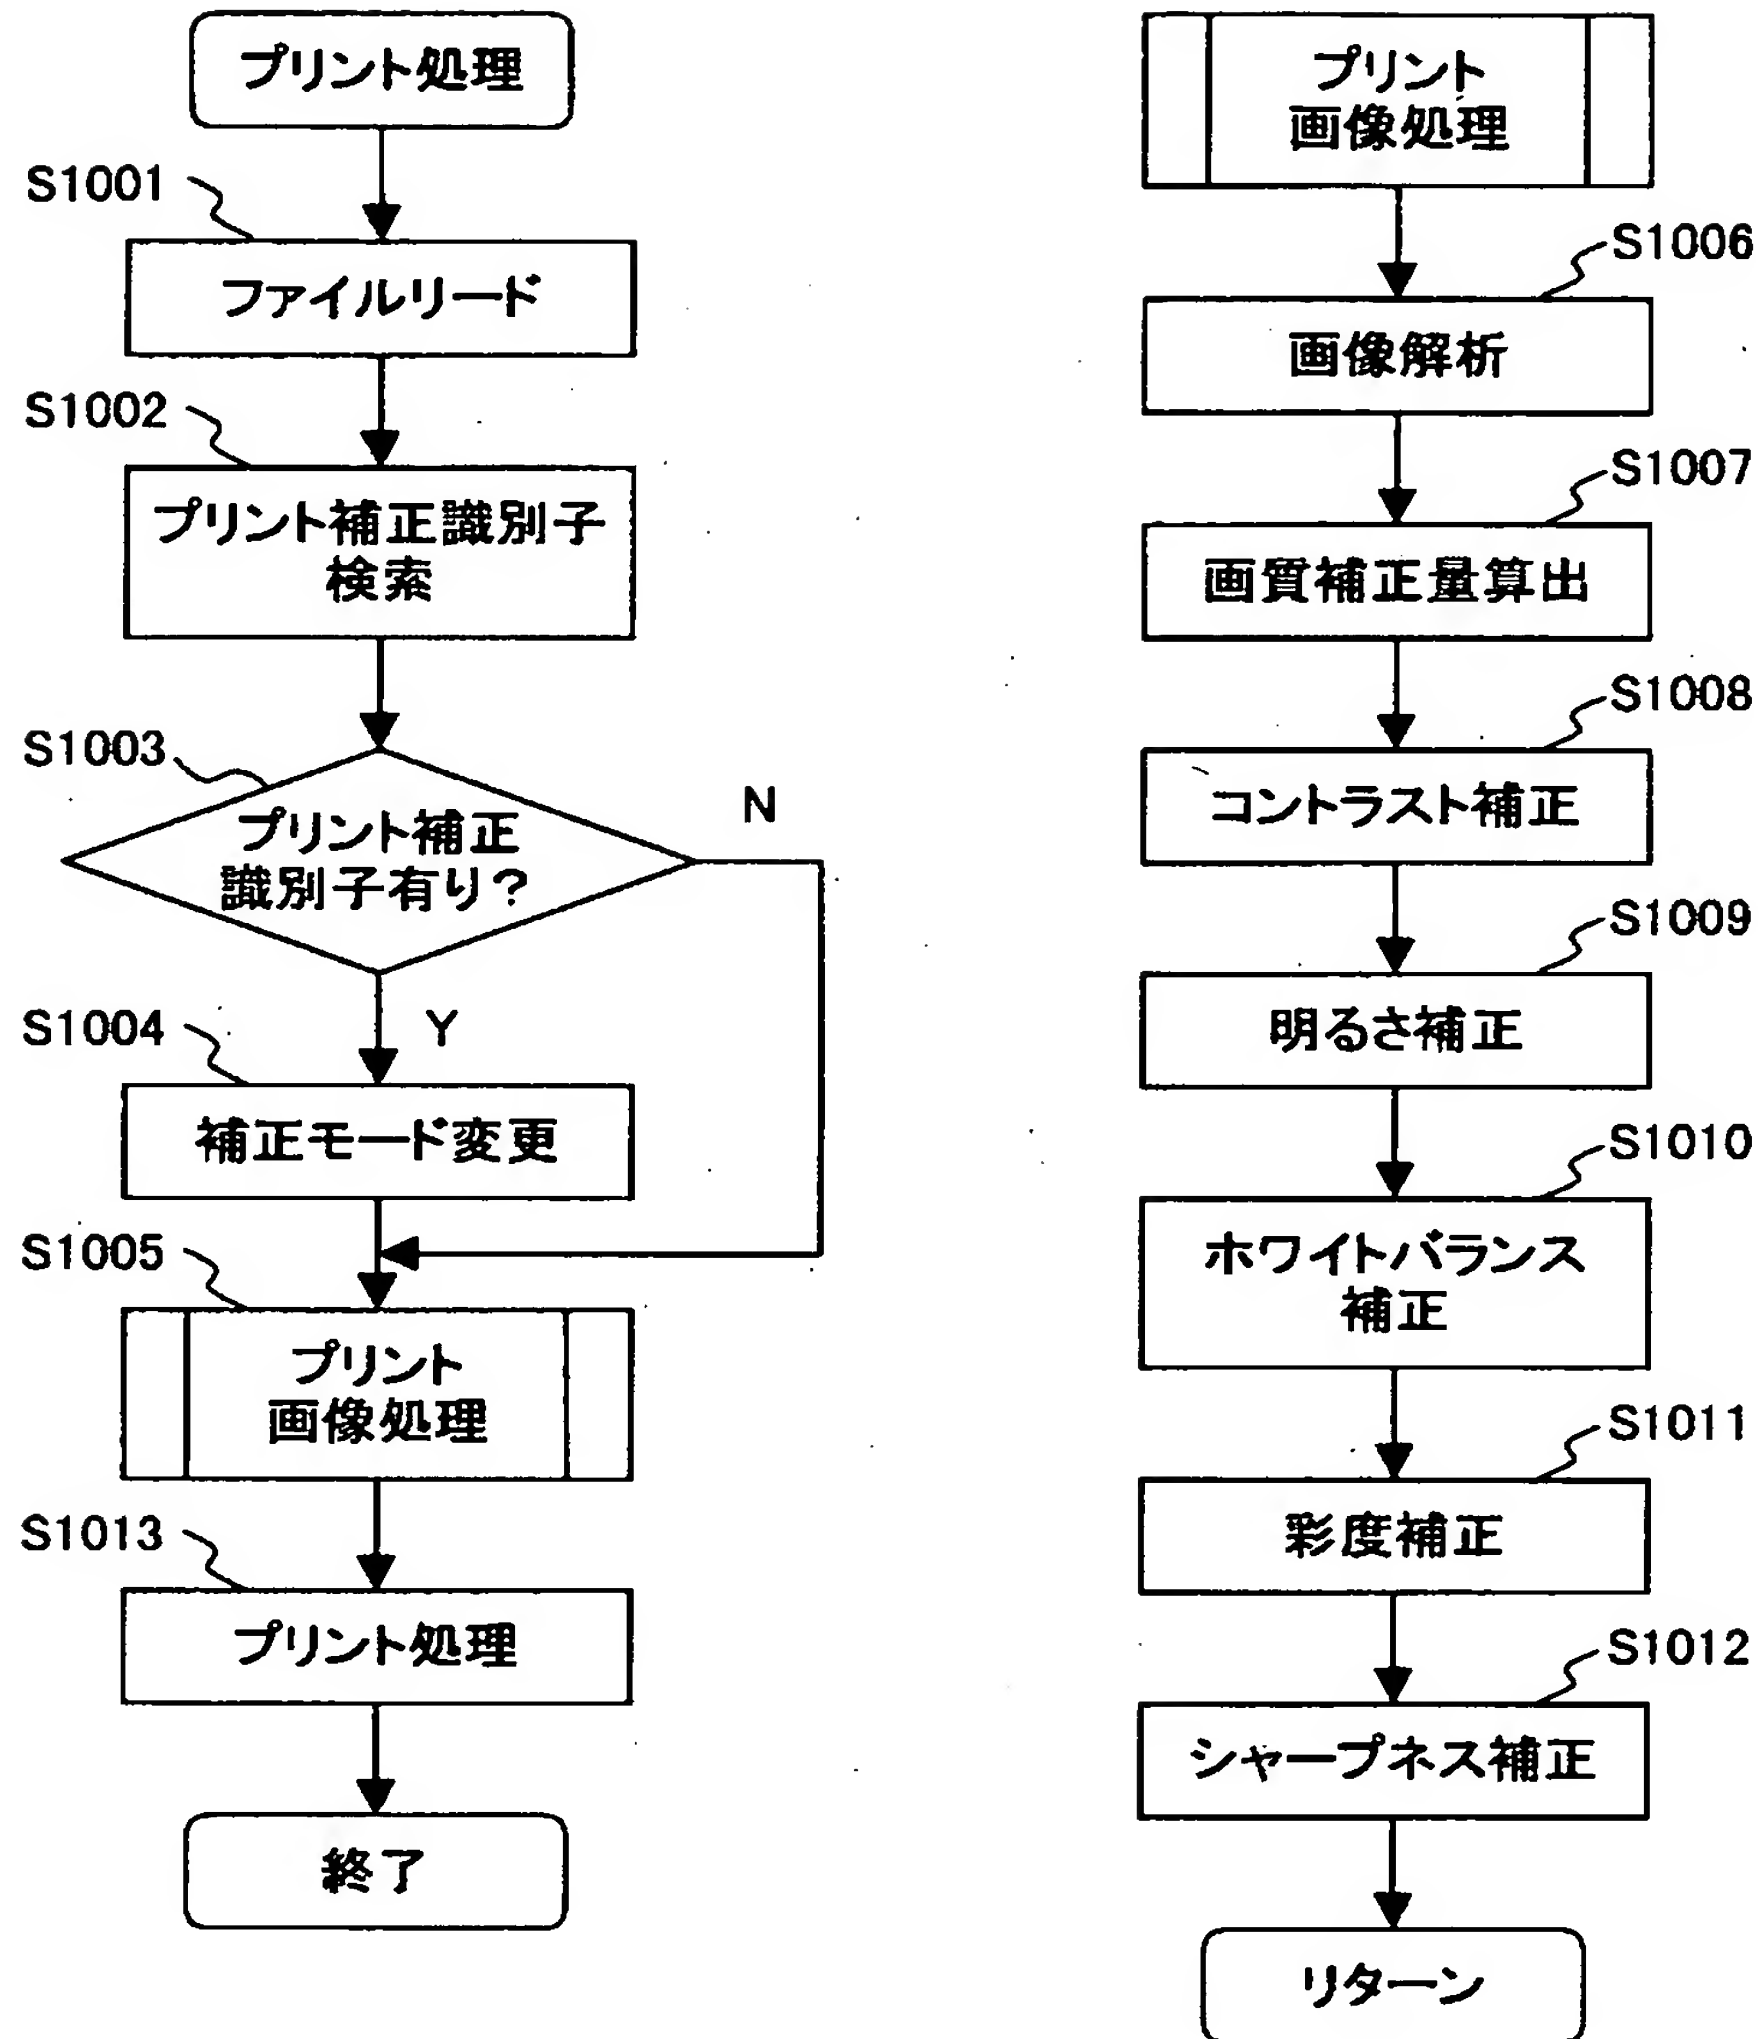 プリント処理
S1001
ファイルリード
S1002
プリント補正識別子
検索
S1003
プリント補正
識別子有り?
N
Y
S1004
補正モード変更
S1005
プリント
画像処理
S1013
プリント処理
終了
プリント
画像処理
S1006
画像解析
S1007
画質補正量算出
S1008
コントラスト補正
S1009
明るさ補正
S1010
ホワイトバランス
補正
S1011
彩度補正
S1012
シャープネス補正
リターン